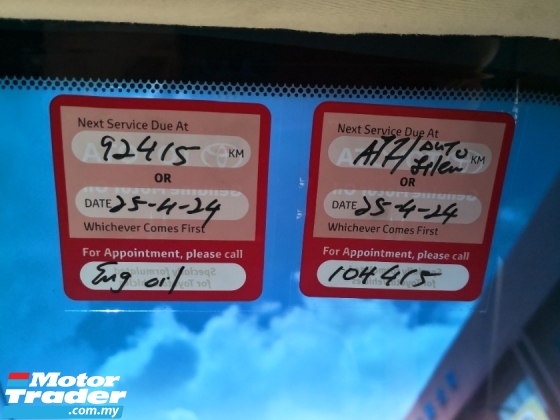 Next Service Due At
92415 KM
OR
DATE 25-4-24
Whichever Comes First
For Appointment, please call
Eng oil
Next Service Due At
ATF/AUTO KM
OR
DATE 25-4-24
Whichever Comes First
For Appointment, please call
104415
Motor
Trader
.com.my